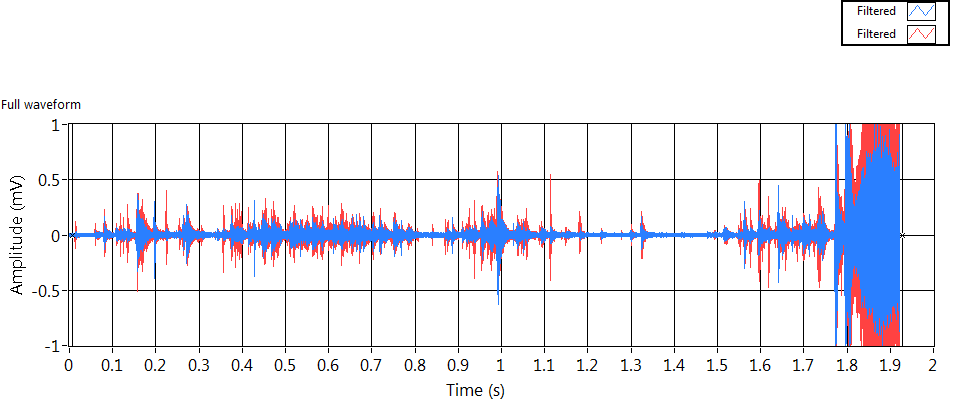 Filtered
Filtered
Full waveform
1
0.5
0
-0.5
-1
Amplitude (mV)
0 0.1 0.2 0.3 0.4 0.5 0.6 0.7 0.8 0.9 1 1.1 1.2 1.3 1.4 1.5 1.6 1.7 1.8 1.9 2
Time (s)